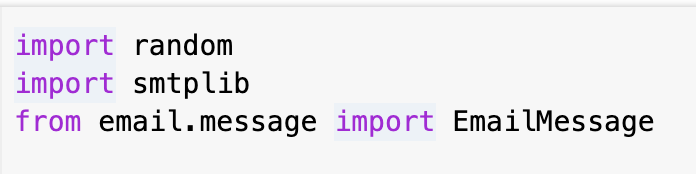 import random
import smtplib
from email.message import EmailMessage